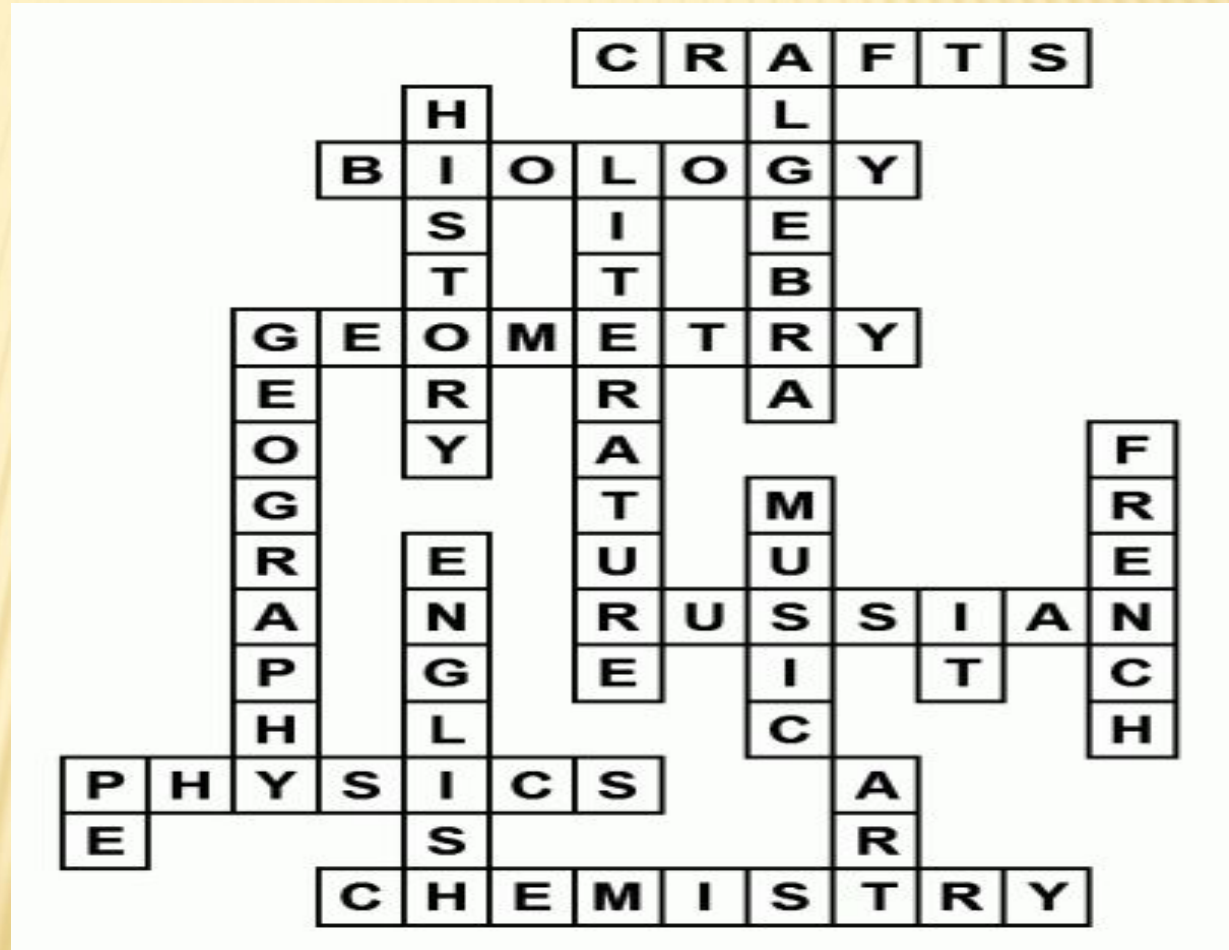 CRAFTS
H L
BIOLOGY
S I E
T T B
GEOMETRY
E R R A
O Y A F
G T M R
R E U U E
A N RUSSIAN
P G E I T C
H L C H
PHYSICS A
E S R
CHEMISTRY